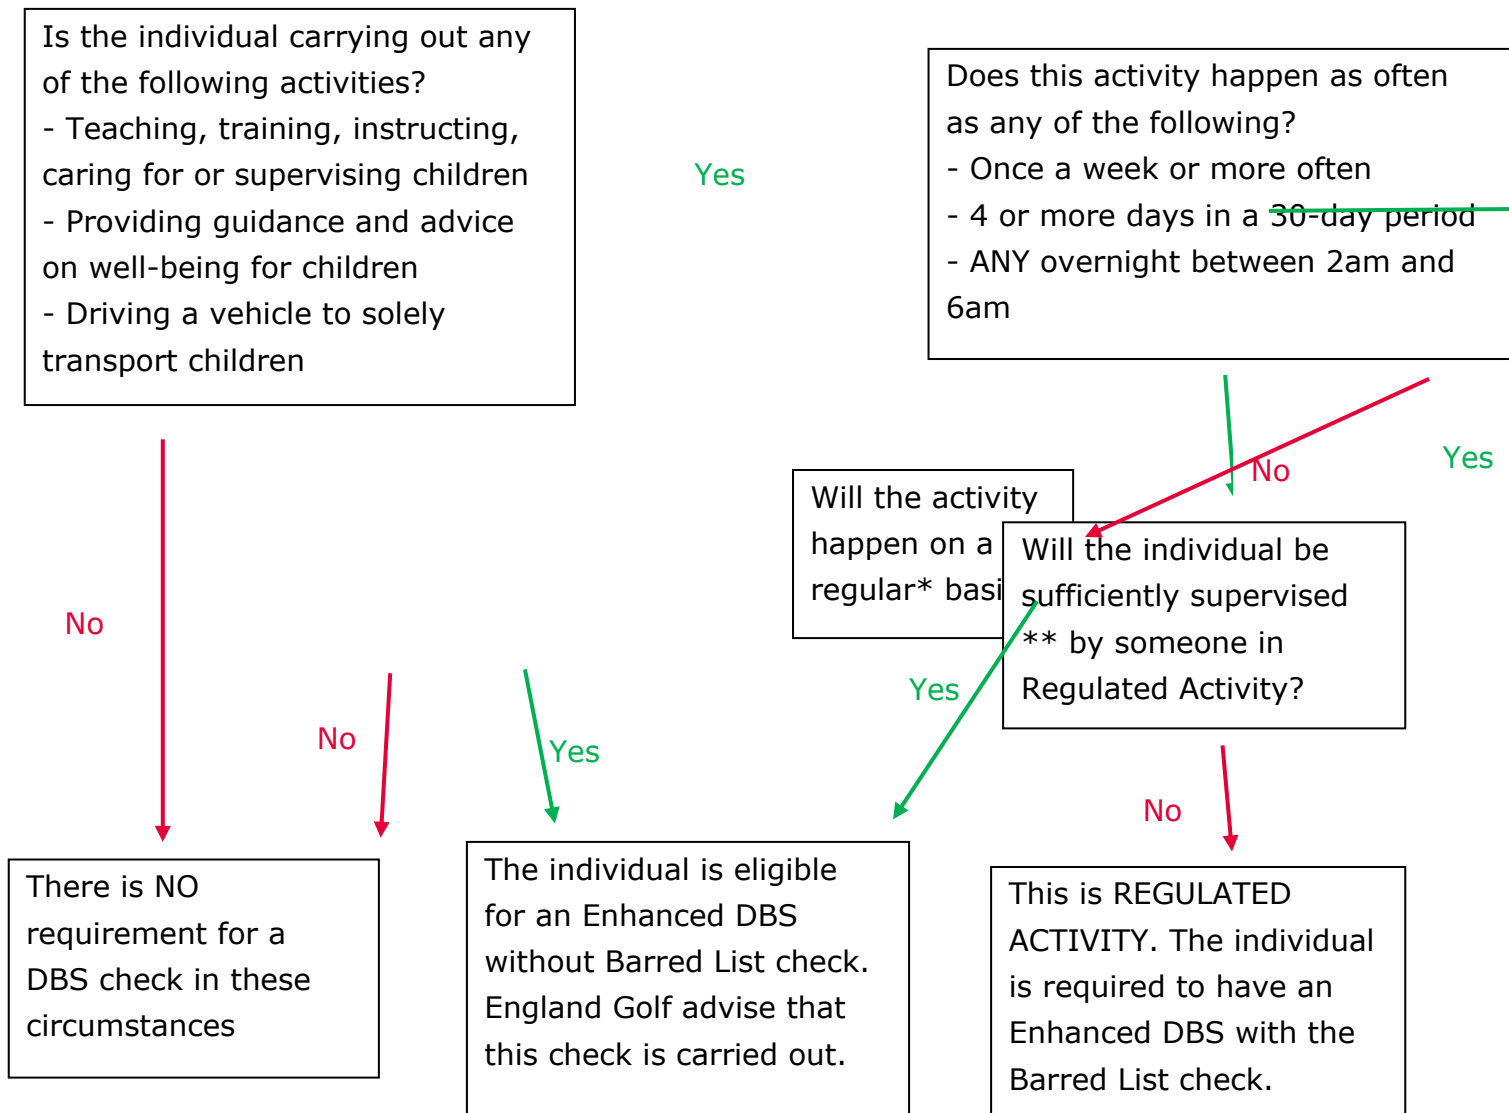 Is the individual carrying out any
of the following activities?
- Teaching, training, instructing,
caring for or supervising children
- Providing guidance and advice
on well-being for children
- Driving a vehicle to solely
transport children
Yes
Does this activity happen as often
as any of the following?
- Once a week or more often
- 4 or more days in a 30-day period
- ANY overnight between 2am and
6am
No
Yes
Will the activity
happen on a
regular* basi
Will the individual be
sufficiently supervised
** by someone in
Regulated Activity?
No
No
Yes
Yes
No
There is NO
requirement for a
DBS check in these
circumstances
The individual is eligible
for an Enhanced DBS
without Barred List check.
England Golf advise that
this check is carried out.
This is REGULATED
ACTIVITY. The individual
is required to have an
Enhanced DBS with the
Barred List check.